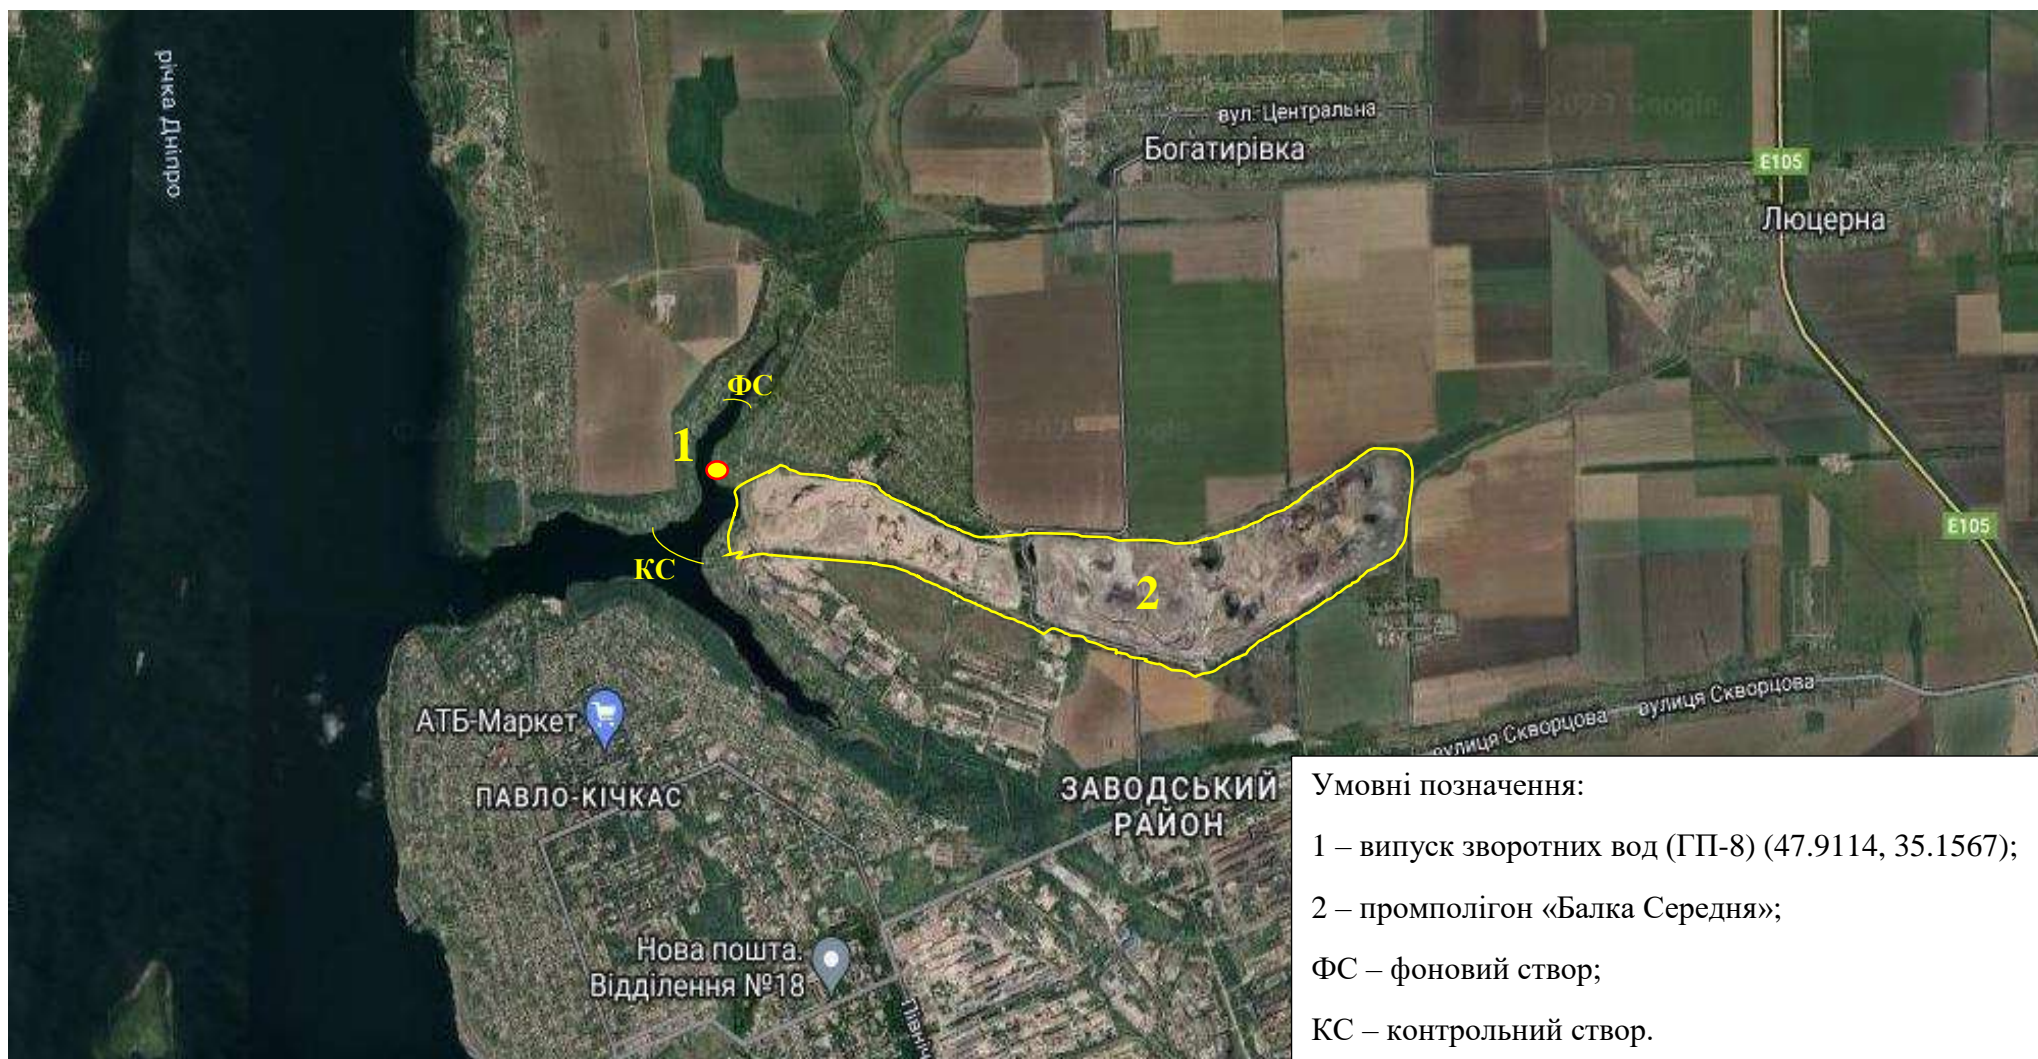 річка Дніпро
вул. Центральна
Богатирівка
E105
Люцерна
ФС
1
E105
КС
2
АТБ-Маркет
вулиця Скворцова
вулиця Скворцова
ПАВЛО-КІЧКАС
ЗАВОДСЬКИЙ
РАЙОН
Нова пошта.
Відділення №18
Умовні позначення:
1 – випуск зворотних вод (ГП-8) (47.9114, 35.1567);
2 – промполігон «Балка Середня»;
ФС – фоновий створ;
КС – контрольний створ.